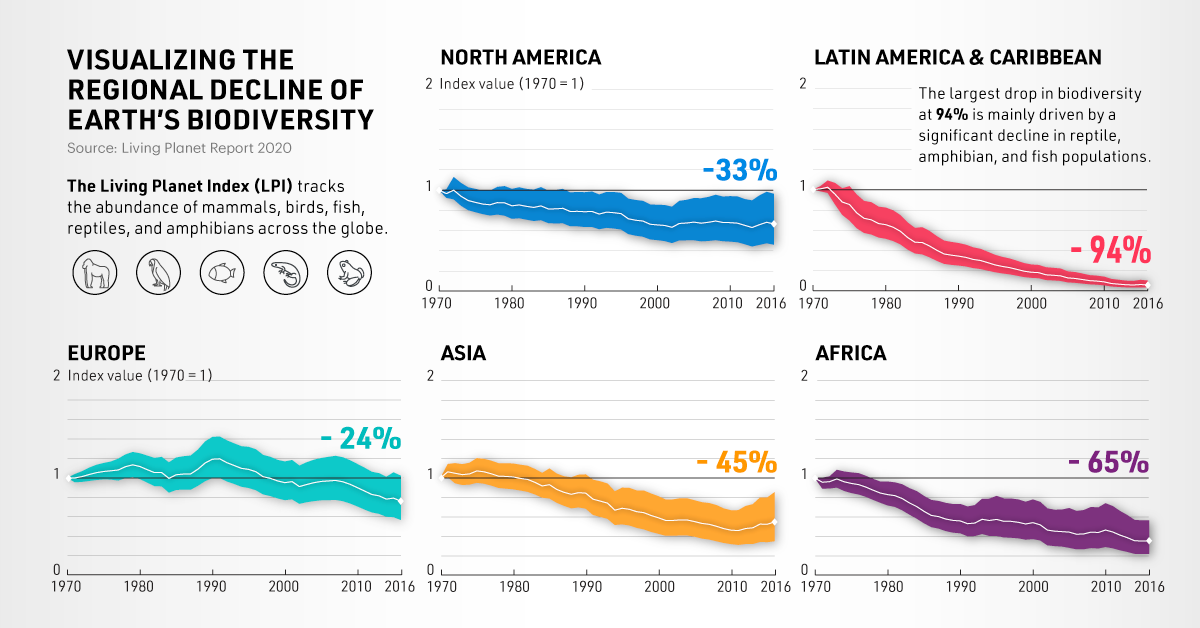 VISUALIZING THE
REGIONAL DECLINE OF
EARTH'S BIODIVERSITY
Source: Living Planet Report 2020
The Living Planet Index (LPI) tracks
the abundance of mammals, birds, fish,
reptiles, and amphibians across the globe.
NORTH AMERICA
2 Index value (1970 = 1)
-33%
1
0
1970 1980 1990 2000 2010 2016
LATIN AMERICA & CARIBBEAN
2
The largest drop in biodiversity
at 94% is mainly driven by a
significant decline in reptile,
amphibian, and fish populations.
1
- 94%
0
1970 1980 1990 2000 2010 2016
EUROPE
2 Index value (1970 = 1)
- 24%
1
0
1970 1980 1990 2000 2010 2016
ASIA
2
- 45%
1
0
1970 1980 1990 2000 2010 2016
AFRICA
2
- 65%
1
0
1970 1980 1990 2000 2010 2016